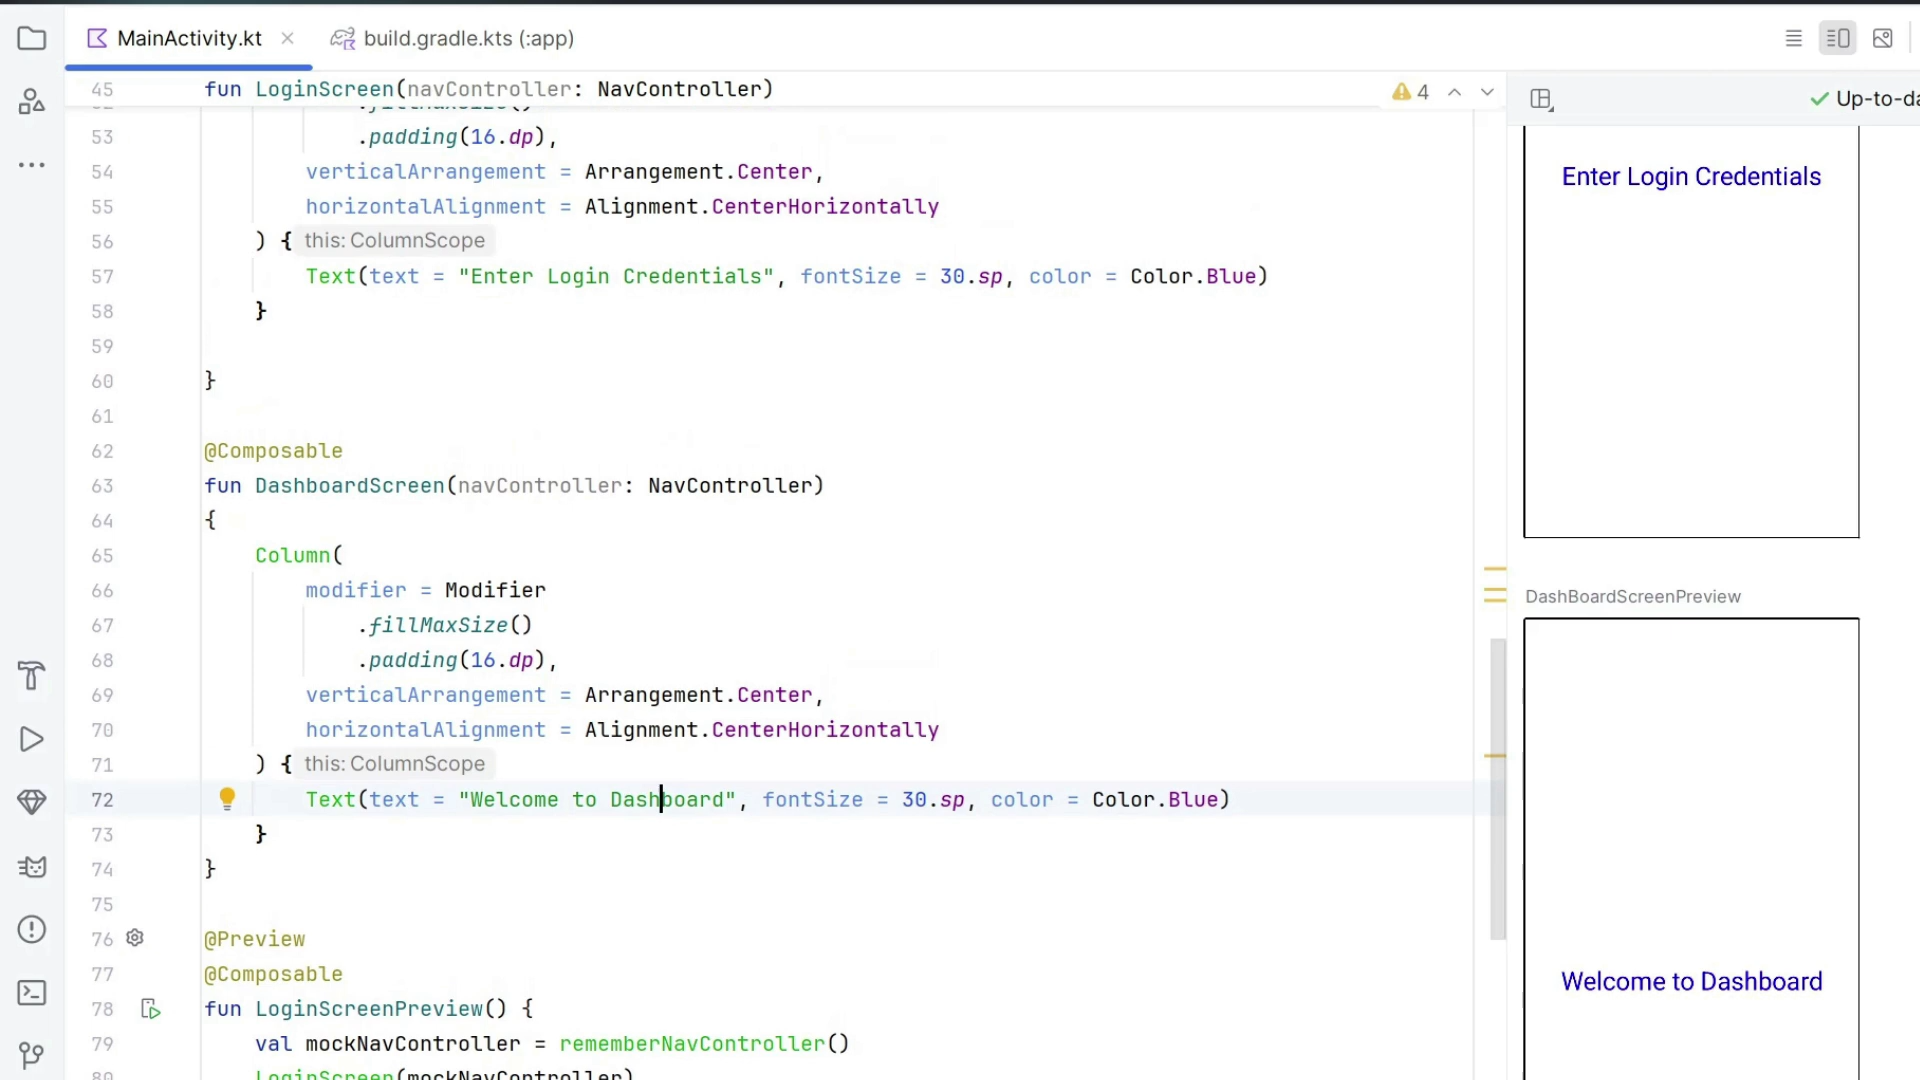 MainActivity.kt
build.gradle.kts (:app)
45 fun LoginScreen(navController: NavController)
4
Up-to-da
.fillMaxSize()
53 .padding(16.dp),
54 verticalArrangement = Arrangement.Center,
55 horizontalAlignment = Alignment.CenterHorizontally
56 ) { this: ColumnScope
57 Text(text = "Enter Login Credentials", fontSize = 30.sp, color = Color.Blue)
58 }
59
60 }
61
62 @Composable
63 fun DashboardScreen(navController: NavController)
64 {
65 Column(
66 modifier = Modifier
67 .fillMaxSize()
68 .padding(16.dp),
69 verticalArrangement = Arrangement.Center,
70 horizontalAlignment = Alignment.CenterHorizontally
71 ) { this: ColumnScope
72 Text(text = "Welcome to Dashboard", fontSize = 30.sp, color = Color.Blue)
73 }
74 }
75
76 @Preview
77 @Composable
78 fun LoginScreenPreview() {
79 val mockNavController = rememberNavController()
80 LoginScreen(mockNavController)
Enter Login Credentials
DashBoardScreenPreview
Welcome to Dashboard